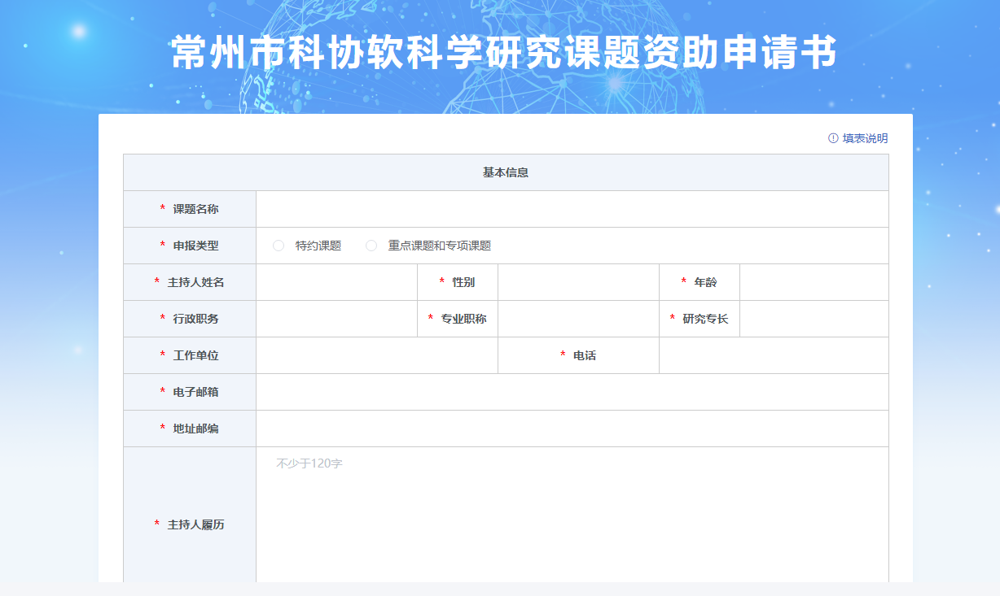 常州市科协软科学研究课题资助申请书
填表说明
基本信息
* 课题名称
* 申报类型 特约课题 重点课题和专项课题
* 主持人姓名 * 性别 * 年龄
* 行政职务 * 专业职称 * 研究专长
* 工作单位 * 电话
* 电子邮箱
* 地址邮编
不少于120字
* 主持人履历